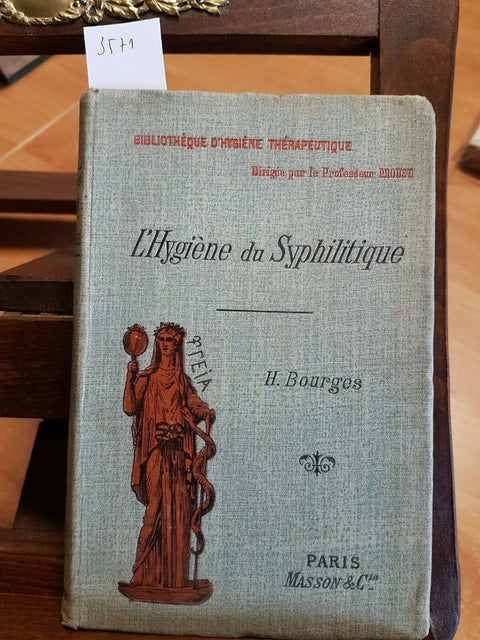 3571
BIBLIOTHÈQUE D'HYGIÈNE THÉRAPEUTIQUE
Dirigée par le Professeur PROUST
L'Hygiène du Syphilitique
ΥΓΕΙΑ
H. Bourges
PARIS
MASSON & Cie